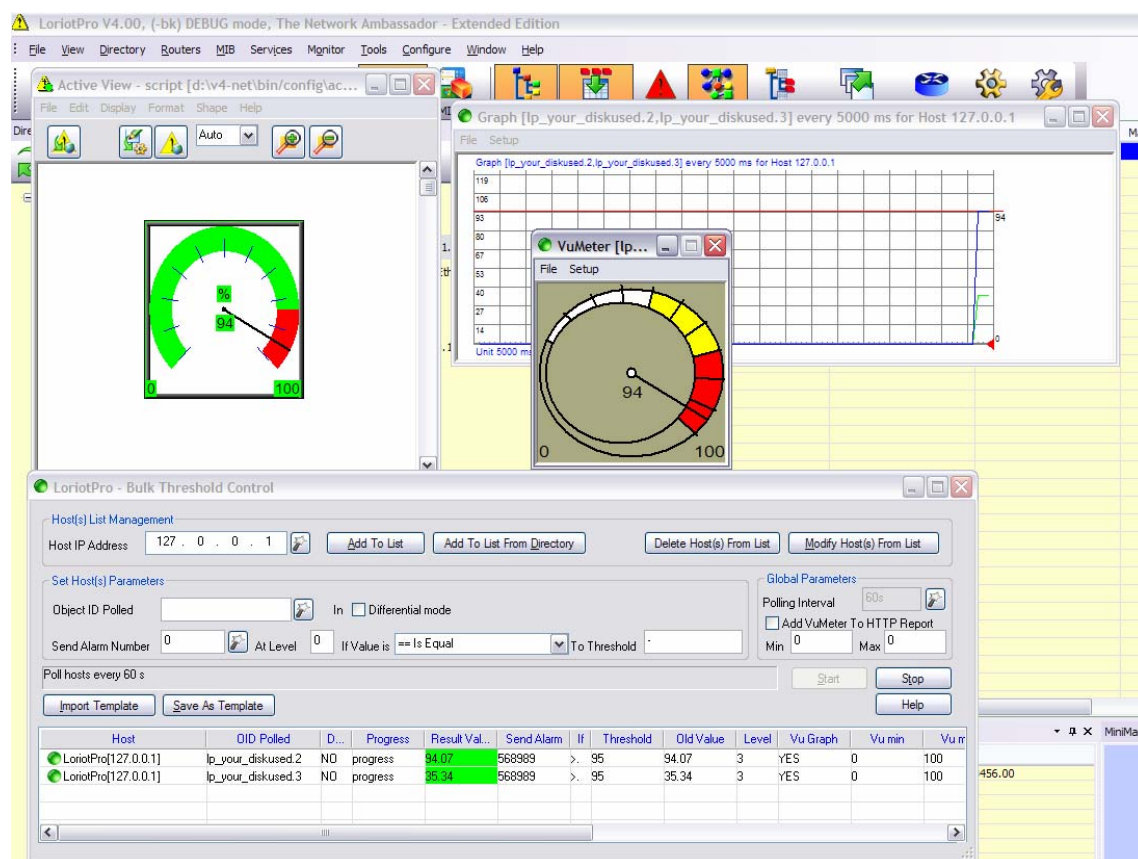 LoriotPro V4.00, (-bk) DEBUG mode, The Network Ambassador - Extended Edition
File View Directory Routers MIB Services Monitor Tools Configure Window Help
Active View - script [d:\v4-net\bin/config\ac...
File Edit Display Format Shape Help
Auto
%
94
0
100
Graph [lp_your_diskused.2,lp_your_diskused.3] every 5000 ms for Host 127.0.0.1
File Setup
Graph [lp_your_diskused.2,lp_your_diskused.3] every 5000 ms for Host 127.0.0.1
119
106
93
80
67
53
40
27
14
94
0
Unit 5000 ms
VuMeter [lp...
File Setup
94
0
100
LoriotPro - Bulk Threshold Control
Host(s) List Management
Host IP Address 127 . 0 . 0 . 1 Add To List Add To List From Directory Delete Host(s) From List Modify Host(s) From List
Set Host(s) Parameters
Object ID Polled In Differential mode
Send Alarm Number 0 At Level 0 If Value is == Is Equal To Threshold -
Global Parameters
Polling Interval 60s
Add VuMeter To HTTP Report
Min 0 Max 0
Poll hosts every 60 s
Start Stop
Import Template Save As Template Help
Host OID Polled D... Progress Result Val... Send Alarm If Threshold Old Value Level Vu Graph Vu min Vu m
LoriotPro[127.0.0.1] lp_your_diskused.2 NO progress 94.07 568989 >. 95 94.07 3 YES 0 100
LoriotPro[127.0.0.1] lp_your_diskused.3 NO progress 35.34 568989 >. 95 35.34 3 YES 0 100
MiniMa
456.00